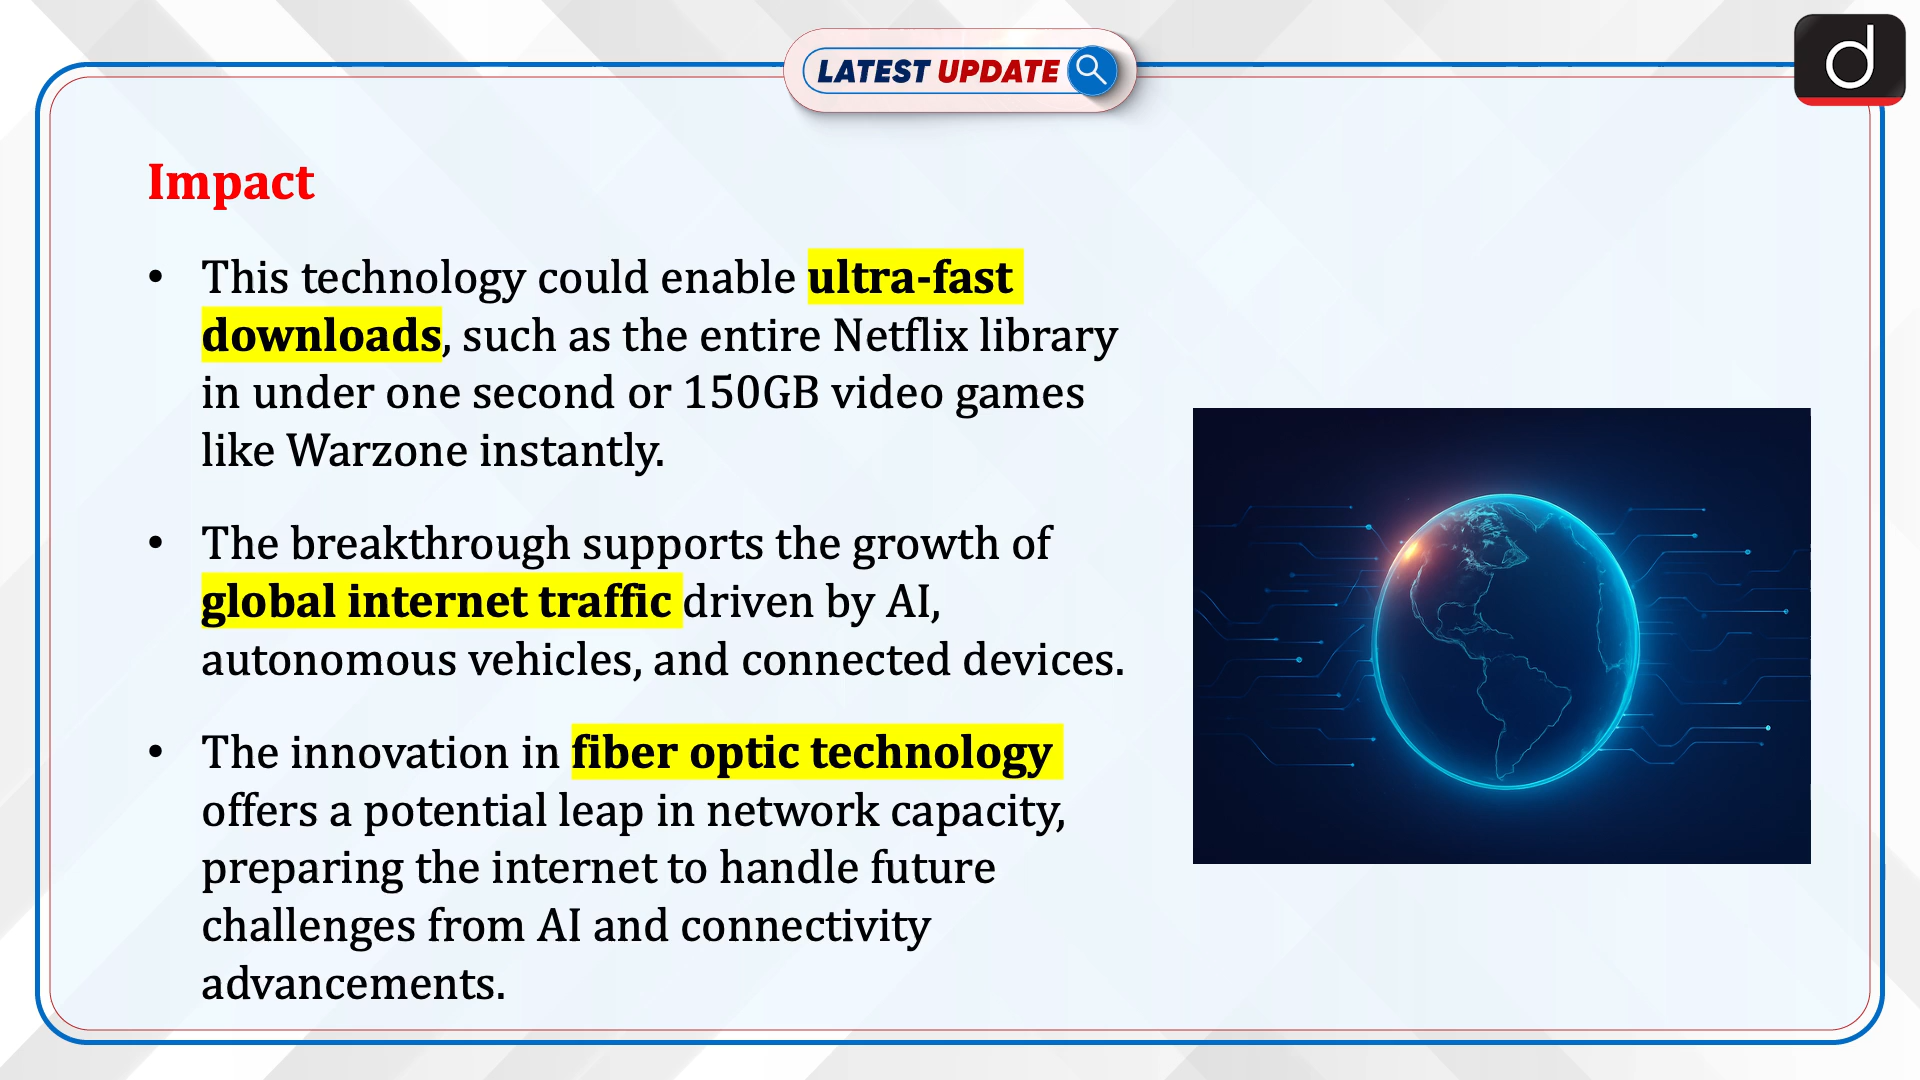 LATEST UPDATE
d
Impact
• This technology could enable ultra-fast
downloads, such as the entire Netflix library
in under one second or 150GB video games
like Warzone instantly.
• The breakthrough supports the growth of
global internet traffic driven by AI,
autonomous vehicles, and connected devices.
• The innovation in fiber optic technology
offers a potential leap in network capacity,
preparing the internet to handle future
challenges from AI and connectivity
advancements.